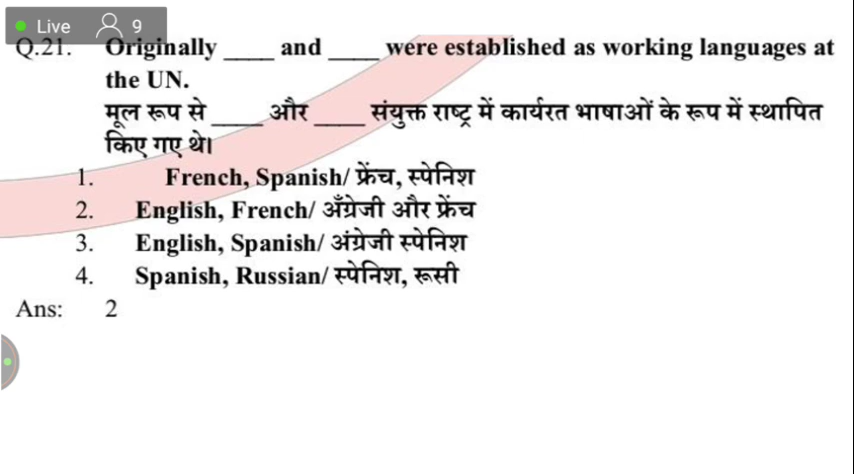 Live 9
Q.21. Originally ____ and ____ were established as working languages at
the UN.
मूल रूप से ____ और ____ संयुक्त राष्ट्र में कार्यरत भाषाओं के रूप में स्थापित
किए गए थे।
1. French, Spanish/ फ्रेंच, स्पेनिश
2. English, French/ अँग्रेजी और फ्रेंच
3. English, Spanish/ अंग्रेजी स्पेनिश
4. Spanish, Russian/ स्पेनिश, रूसी
Ans: 2